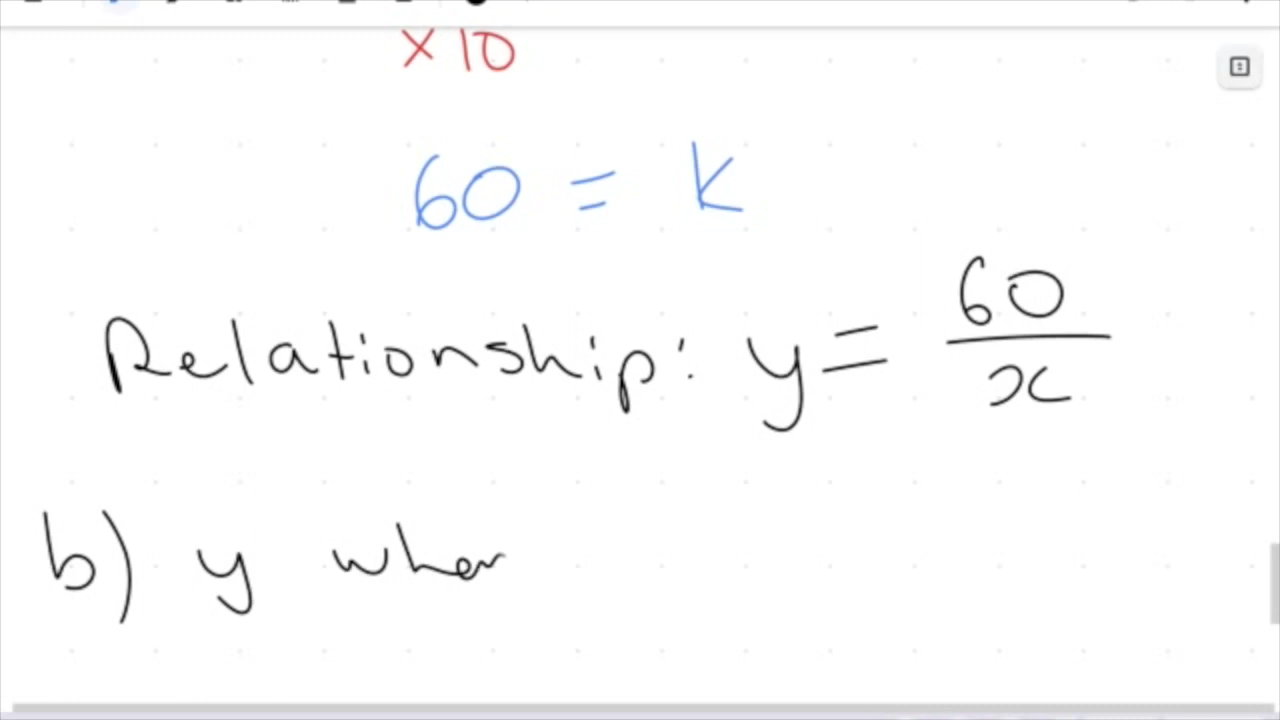 × 10
60 = k
Relationship: y = 60/x
b) y when